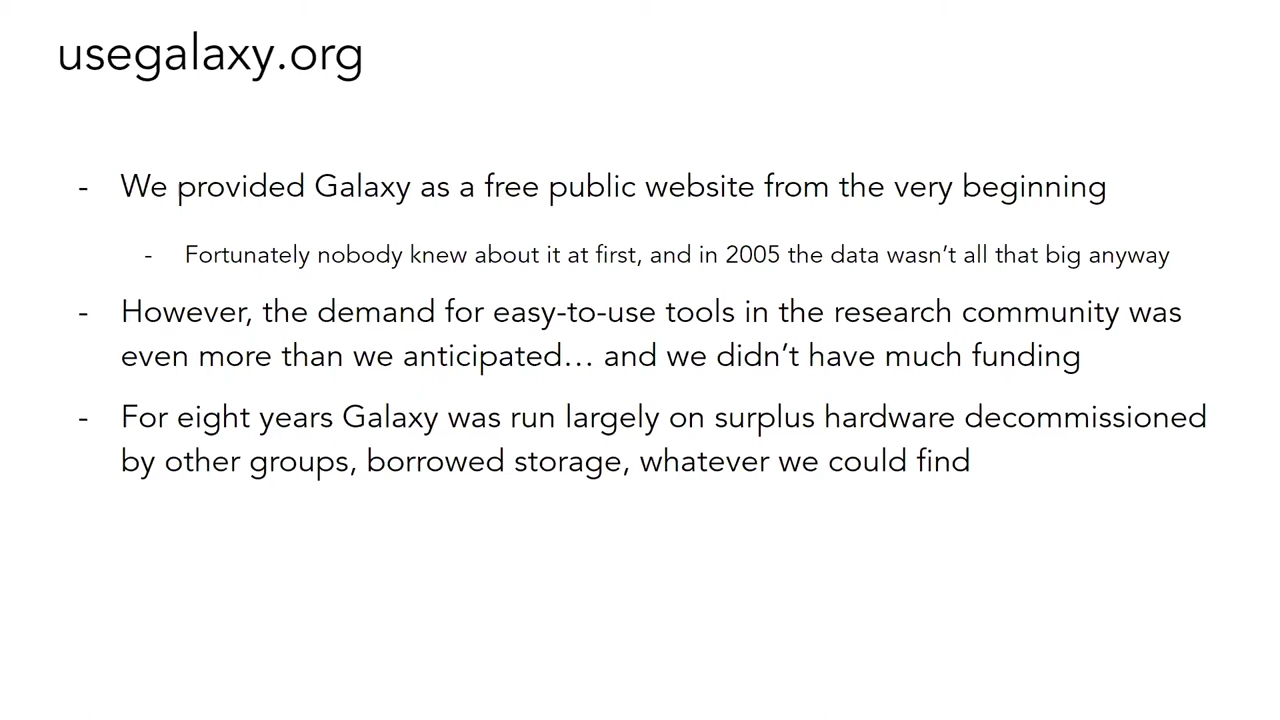 usegalaxy.org
- We provided Galaxy as a free public website from the very beginning
- Fortunately nobody knew about it at first, and in 2005 the data wasn’t all that big anyway
- However, the demand for easy-to-use tools in the research community was
even more than we anticipated… and we didn’t have much funding
- For eight years Galaxy was run largely on surplus hardware decommissioned
by other groups, borrowed storage, whatever we could find